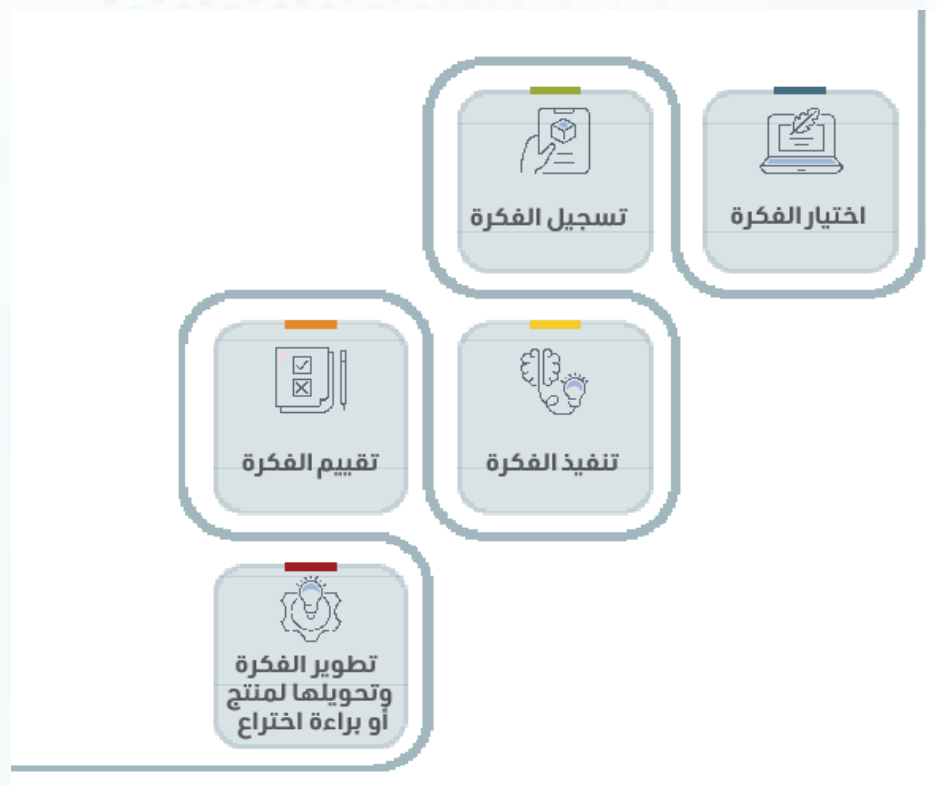 اختيار الفكرة
تسجيل الفكرة
تنفيذ الفكرة
تقييم الفكرة
تطوير الفكرة
وتحويلها لمنتج
أو براءة اختراع